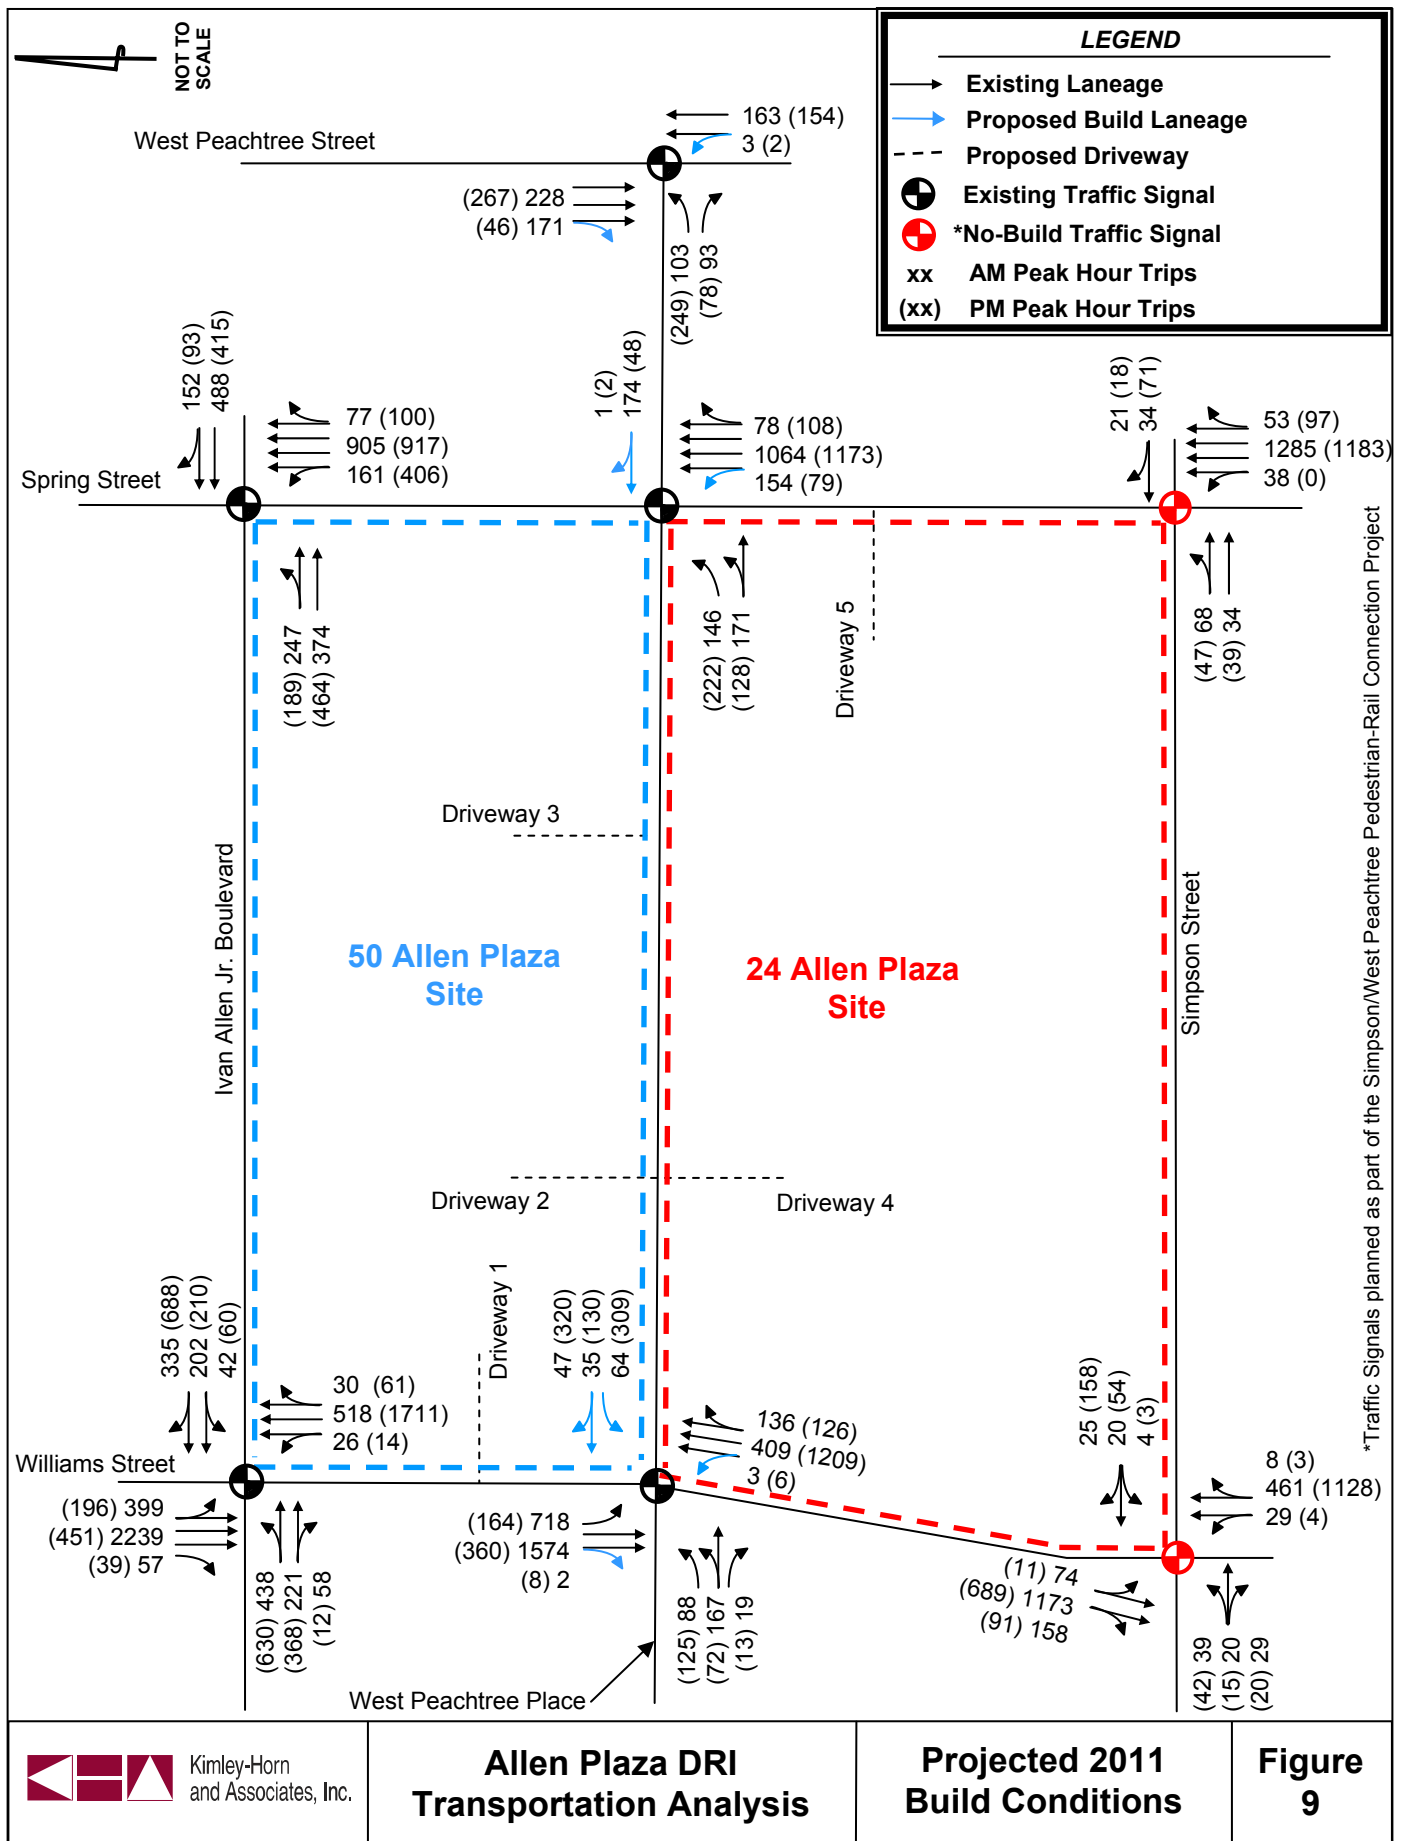 NOT TO
SCALE
LEGEND
Existing Laneage
Proposed Build Laneage
Proposed Driveway
Existing Traffic Signal
*No-Build Traffic Signal
xx AM Peak Hour Trips
(xx) PM Peak Hour Trips
West Peachtree Street
163 (154)
3 (2)
(267) 228
(46) 171
(249) 103
(78) 93
152 (93)
488 (415)
77 (100)
905 (917)
161 (406)
1 (2)
174 (48)
78 (108)
1064 (1173)
154 (79)
21 (18)
34 (71)
53 (97)
1285 (1183)
38 (0)
Spring Street
(189) 247
(464) 374
(222) 146
(128) 171
Driveway 5
(47) 68
(39) 34
Driveway 3
Ivan Allen Jr. Boulevard
50 Allen Plaza
Site
24 Allen Plaza
Site
Simpson Street
*Traffic Signals planned as part of the Simpson/West Peachtree Pedestrian-Rail Connection Project
Driveway 2
Driveway 4
Driveway 1
335 (688)
202 (210)
42 (60)
30 (61)
518 (1711)
26 (14)
47 (320)
35 (130)
64 (309)
136 (126)
409 (1209)
3 (6)
25 (158)
20 (54)
4 (3)
8 (3)
461 (1128)
29 (4)
Williams Street
(196) 399
(451) 2239
(39) 57
(630) 438
(368) 221
(12) 58
(164) 718
(360) 1574
(8) 2
(125) 88
(72) 167
(13) 19
(11) 74
(689) 1173
(91) 158
(42) 39
(15) 20
(20) 29
West Peachtree Place
Kimley-Horn
and Associates, Inc.
Allen Plaza DRI
Transportation Analysis
Projected 2011
Build Conditions
Figure
9